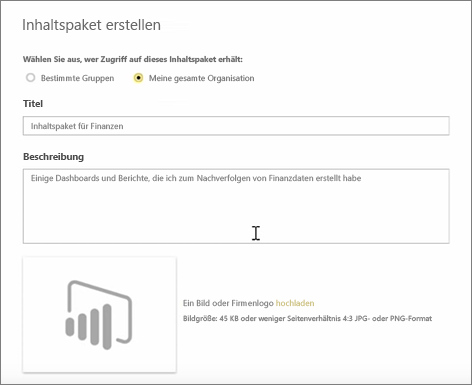 Inhaltspaket erstellen
Wählen Sie aus, wer Zugriff auf dieses Inhaltspaket erhält:
Bestimmte Gruppen Meine gesamte Organisation
Titel
Inhaltspaket für Finanzen
Beschreibung
Einige Dashboards und Berichte, die ich zum Nachverfolgen von Finanzdaten erstellt habe
Ein Bild oder Firmenlogo hochladen
Bildgröße: 45 KB oder weniger Seitenverhältnis 4:3 JPG- oder PNG-Format